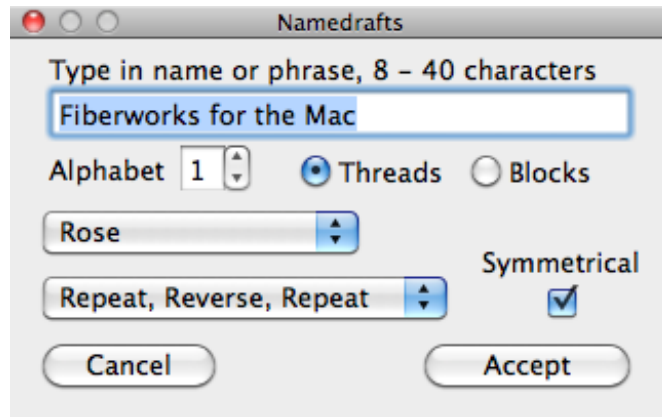 Namedrafts
Type in name or phrase, 8 – 40 characters
Fiberworks for the Mac
Alphabet 1 Threads Blocks
Rose
Symmetrical
Repeat, Reverse, Repeat
Cancel Accept